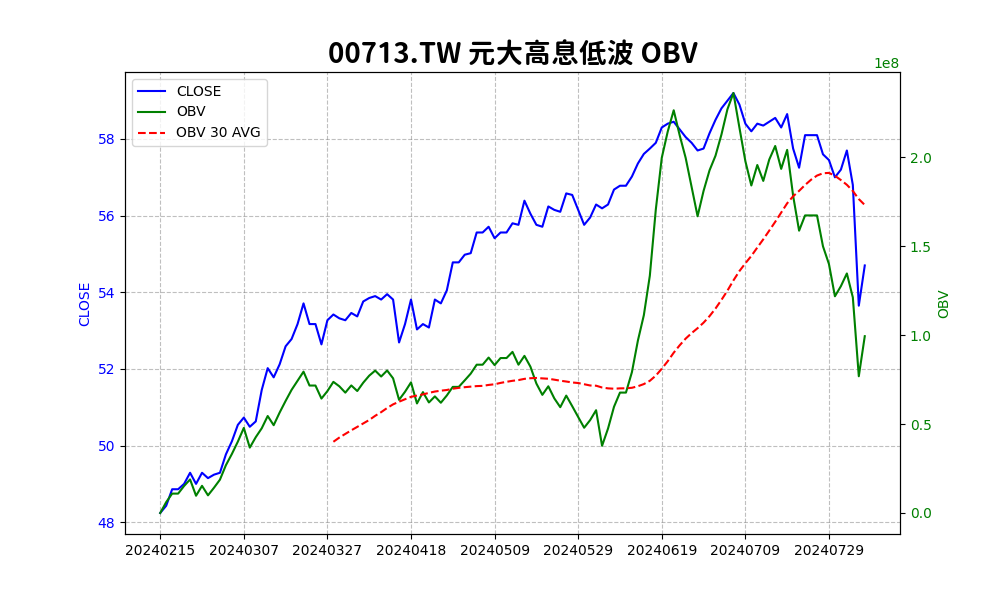 00713.TW 元大高息低波 OBV
1e8
CLOSE
OBV
OBV 30 AVG
58
56
54
52
50
48
CLOSE
2.0
1.5
1.0
0.5
0.0
OBV
20240215 20240307 20240327 20240418 20240509 20240529 20240619 20240709 20240729